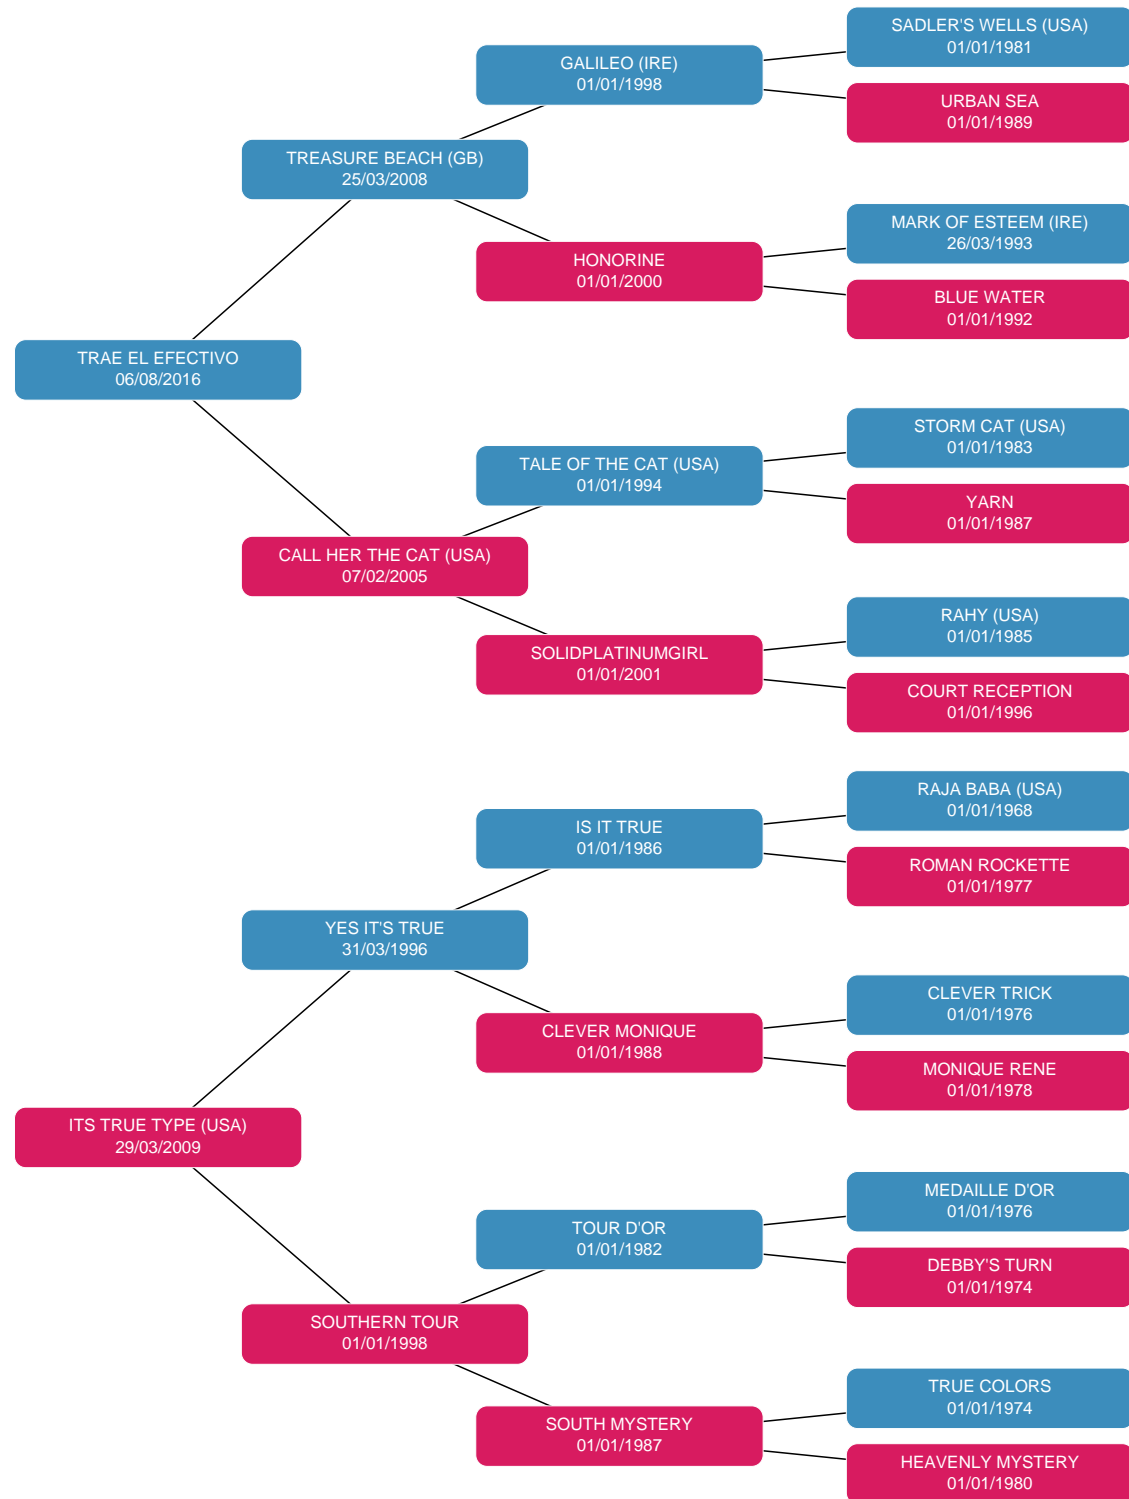 SADLER'S WELLS (USA)
01/01/1981
GALILEO (IRE)
01/01/1998
URBAN SEA
01/01/1989
TREASURE BEACH (GB)
25/03/2008
MARK OF ESTEEM (IRE)
26/03/1993
HONORINE
01/01/2000
BLUE WATER
01/01/1992
TRAE EL EFECTIVO
06/08/2016
STORM CAT (USA)
01/01/1983
TALE OF THE CAT (USA)
01/01/1994
YARN
01/01/1987
CALL HER THE CAT (USA)
07/02/2005
RAHY (USA)
01/01/1985
SOLIDPLATINUMGIRL
01/01/2001
COURT RECEPTION
01/01/1996
RAJA BABA (USA)
01/01/1968
IS IT TRUE
01/01/1986
ROMAN ROCKETTE
01/01/1977
YES IT'S TRUE
31/03/1996
CLEVER TRICK
01/01/1976
CLEVER MONIQUE
01/01/1988
MONIQUE RENE
01/01/1978
ITS TRUE TYPE (USA)
29/03/2009
MEDAILLE D'OR
01/01/1976
TOUR D'OR
01/01/1982
DEBBY'S TURN
01/01/1974
SOUTHERN TOUR
01/01/1998
TRUE COLORS
01/01/1974
SOUTH MYSTERY
01/01/1987
HEAVENLY MYSTERY
01/01/1980